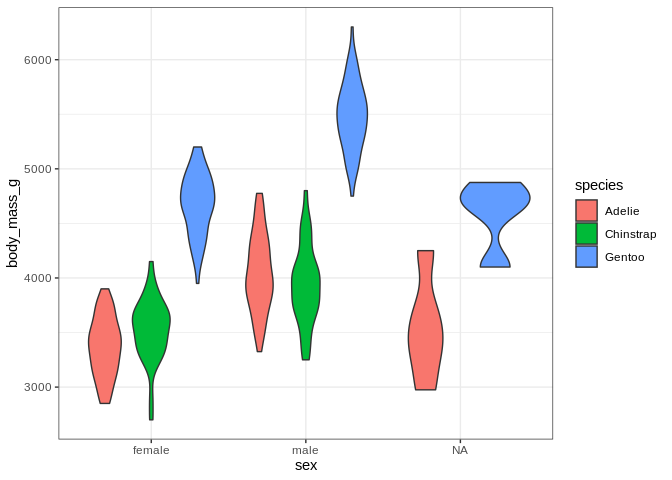 6000
5000
4000
3000
body_mass_g
female
male
NA
sex
species
Adelie
Chinstrap
Gentoo